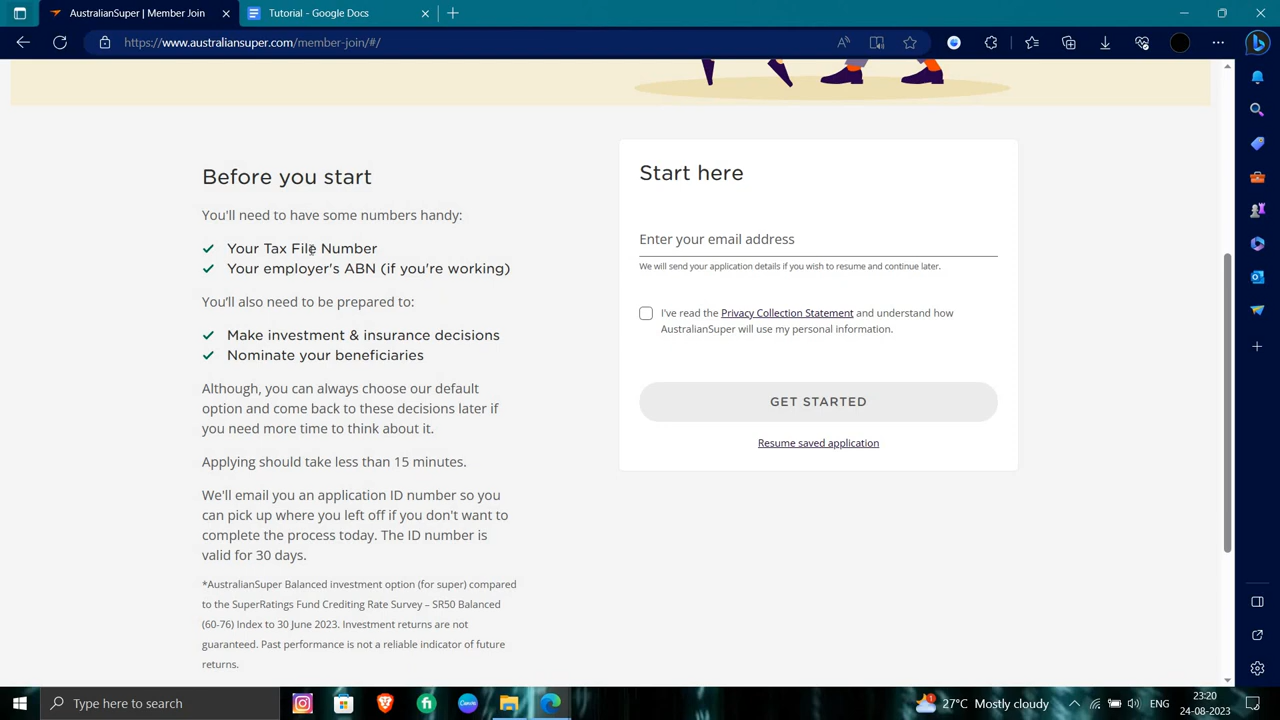 AustralianSuper | Member Join
Tutorial - Google Docs
https://www.australiansuper.com/member-join/#/
Before you start
You'll need to have some numbers handy:
Your Tax File Number
Your employer's ABN (if you're working)
You'll also need to be prepared to:
Make investment & insurance decisions
Nominate your beneficiaries
Although, you can always choose our default
option and come back to these decisions later if
you need more time to think about it.
Applying should take less than 15 minutes.
We'll email you an application ID number so you
can pick up where you left off if you don't want to
complete the process today. The ID number is
valid for 30 days.
*AustralianSuper Balanced investment option (for super) compared
to the SuperRatings Fund Crediting Rate Survey – SR50 Balanced
(60-76) Index to 30 June 2023. Investment returns are not
guaranteed. Past performance is not a reliable indicator of future
returns.
Start here
Enter your email address
We will send your application details if you wish to resume and continue later.
I've read the Privacy Collection Statement and understand how
AustralianSuper will use my personal information.
GET STARTED
Resume saved application
Type here to search
27°C Mostly cloudy
ENG
23:20
24-08-2023